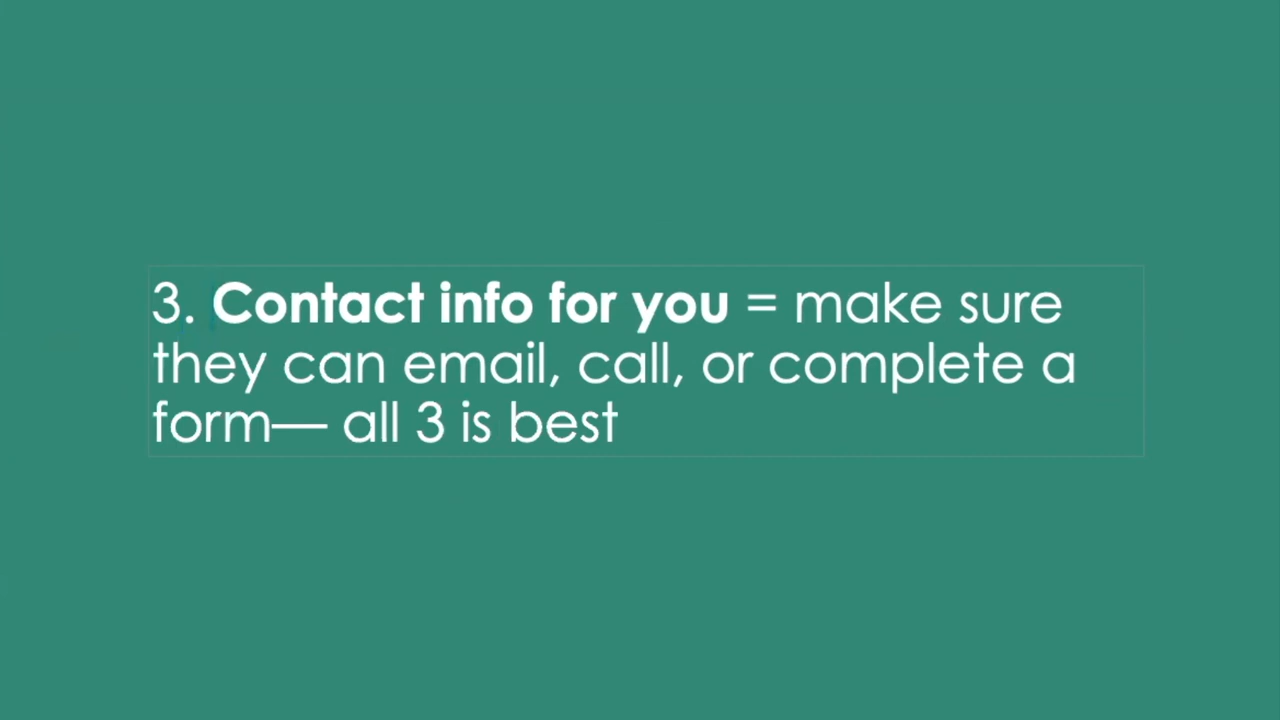 3. Contact info for you = make sure
they can email, call, or complete a
form— all 3 is best